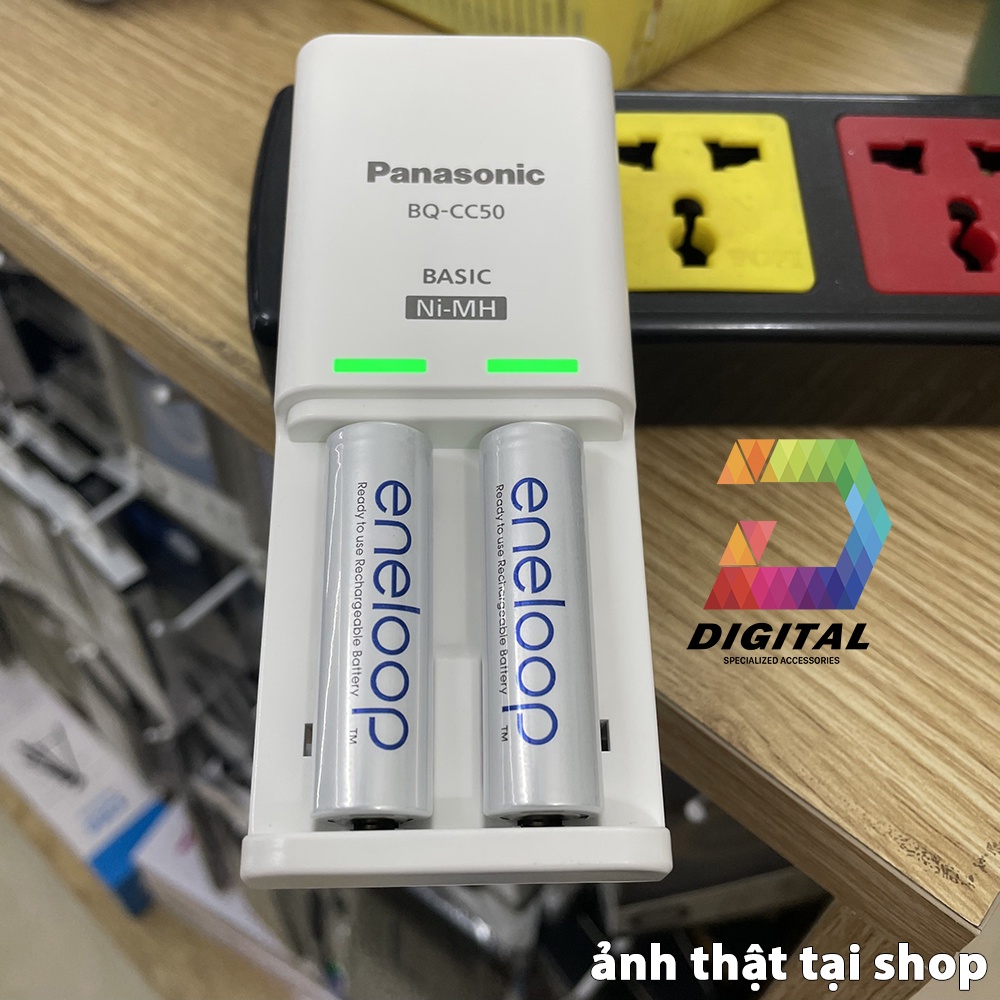 Panasonic
BQ-CC50
BASIC
Ni-MH
eneloop
Ready to use Rechargeable Battery
TM
eneloop
Ready to use Rechargeable Battery
TM
DIGITAL
SPECIALIZED ACCESSORIES
ảnh thật tại shop